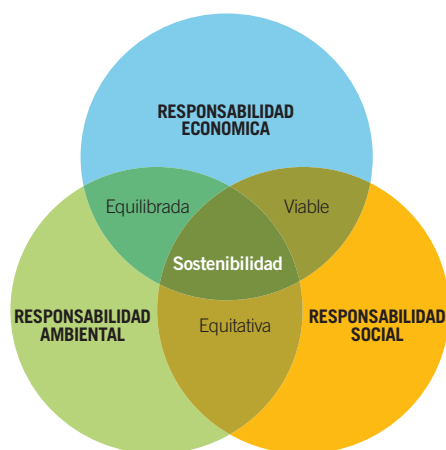 RESPONSABILIDAD
ECONOMICA
Equilibrada
Viable
Sostenibilidad
RESPONSABILIDAD
AMBIENTAL
Equitativa
RESPONSABILIDAD
SOCIAL